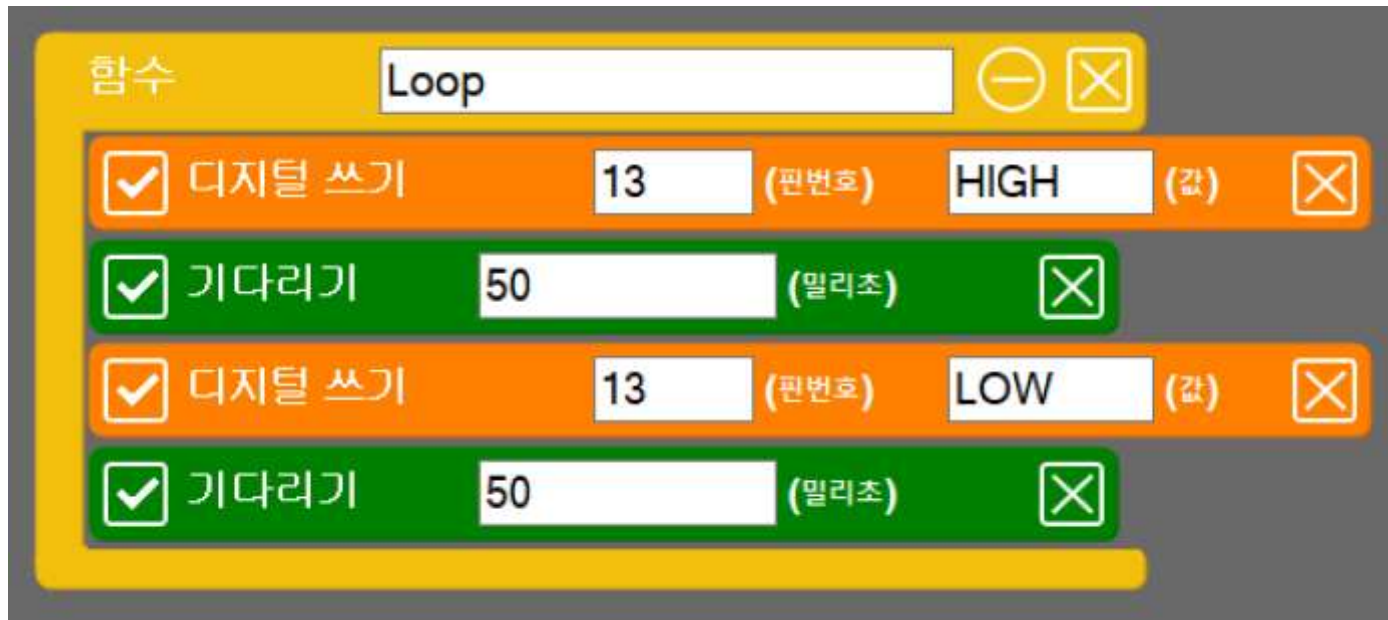 함수 Loop
디지털 쓰기 13 (핀번호) HIGH (값)
기다리기 50 (밀리초)
디지털 쓰기 13 (핀번호) LOW (값)
기다리기 50 (밀리초)